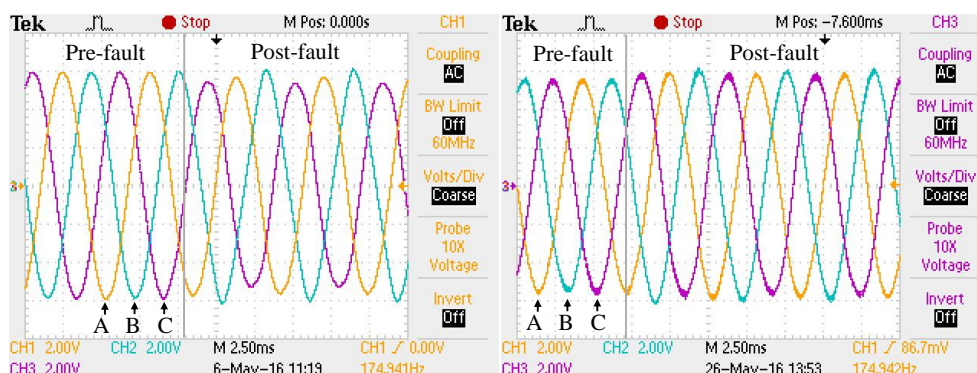 Tek Stop M Pos: 0.000s CH1
Pre-fault Post-fault
Coupling
AC
BW Limit
Off
60MHz
Volts/Div
Coarse
3
Probe
10X
Voltage
Invert
Off
A B C
CH1 2.00V CH2 2.00V M 2.50ms CH1 / 0.00V
CH3 2.00V 6-May-16 11:19 174.941Hz
Tek Stop M Pos: -7.600ms CH3
Pre-fault Post-fault
Coupling
AC
BW Limit
Off
60MHz
Volts/Div
Coarse
3
Probe
10X
Voltage
Invert
Off
A B C
CH1 2.00V CH2 2.00V M 2.50ms CH1 / 86.7mV
CH3 2.00V 26-May-16 13:53 174.942Hz